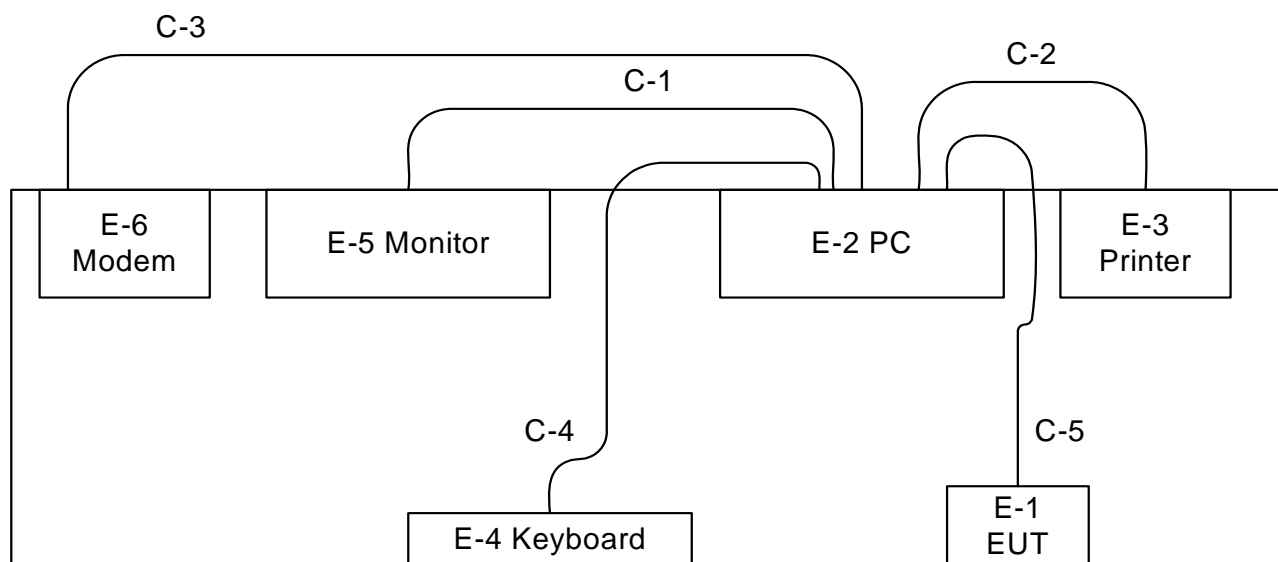 C-3
C-2
C-1
E-6
Modem
E-5 Monitor
E-2 PC
E-3
Printer
C-4
C-5
E-4 Keyboard
E-1
EUT